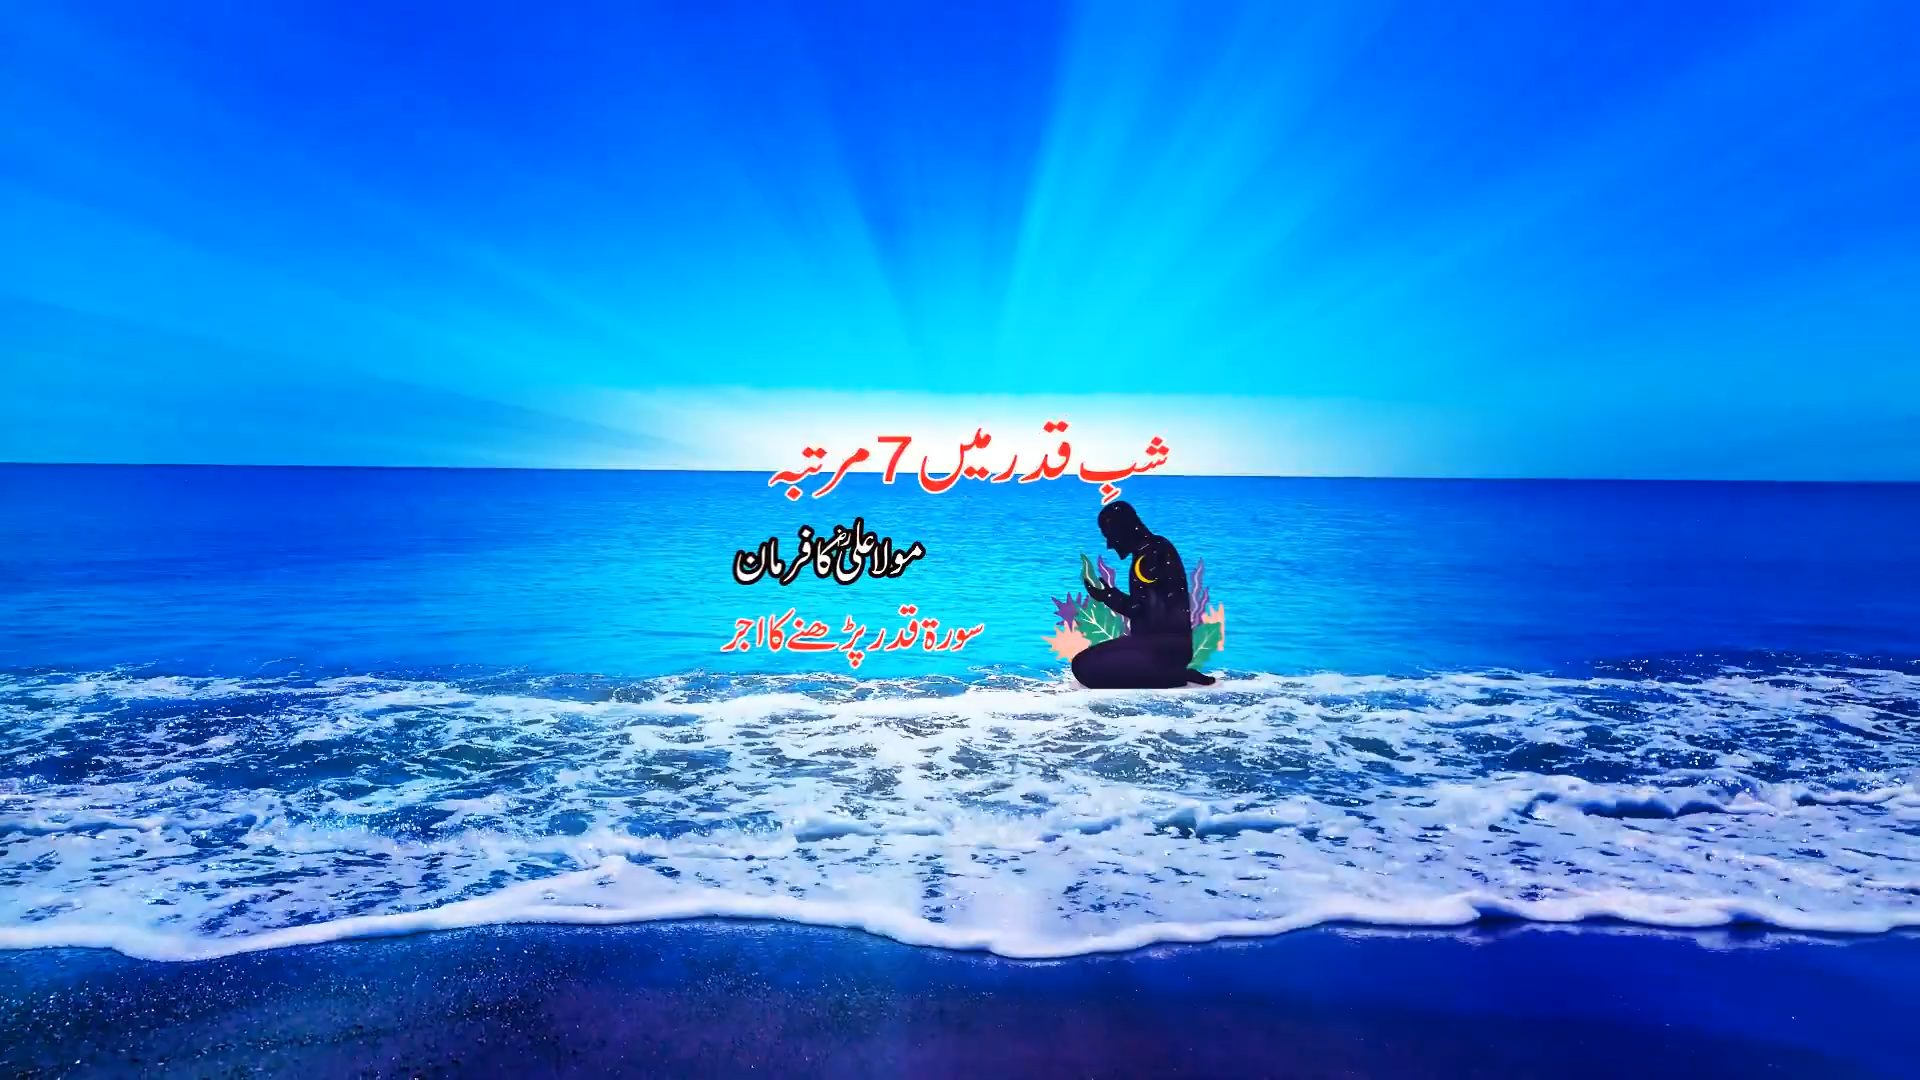 شبِ قدر میں 7 مرتبہ
مولا علیؓ کا فرمان
سورۃ قدر پڑھنے کا اجر